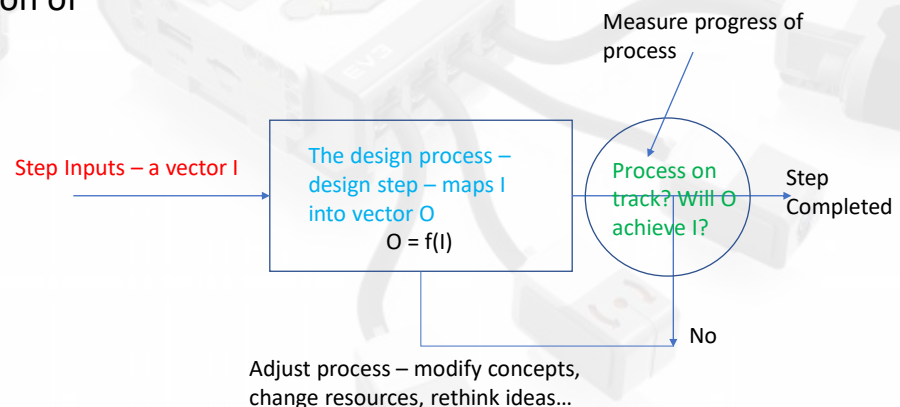 on of
Measure progress of
process
EV3
Step Inputs – a vector I
The design process –
design step – maps I
into vector O
O = f(I)
Process on
track? Will O
achieve I?
Step
Completed
No
Adjust process – modify concepts,
change resources, rethink ideas…